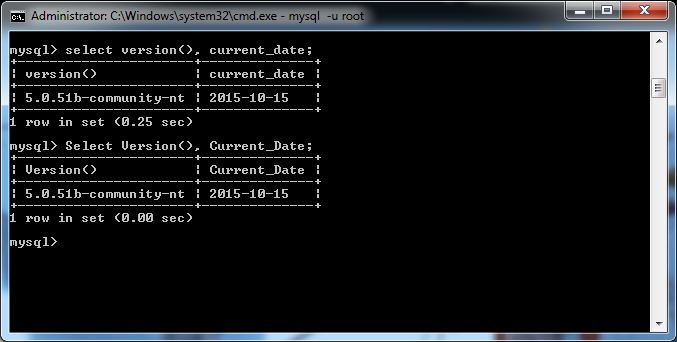 Administrator: C:\Windows\system32\cmd.exe - mysql  -u root
mysql> select version(), current_date;
+---------------------+--------------+
| version()           | current_date |
+---------------------+--------------+
| 5.0.51b-community-nt | 2015-10-15   |
+---------------------+--------------+
1 row in set (0.25 sec)
mysql> Select Version(), Current_Date;
+---------------------+--------------+
| Version()           | Current_Date |
+---------------------+--------------+
| 5.0.51b-community-nt | 2015-10-15   |
+---------------------+--------------+
1 row in set (0.00 sec)
mysql>